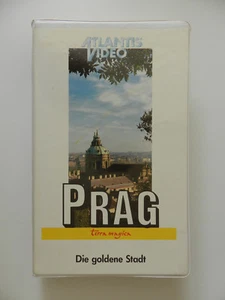 ATLANTIS
VIDEO
PRAG
terra magica
Die goldene Stadt